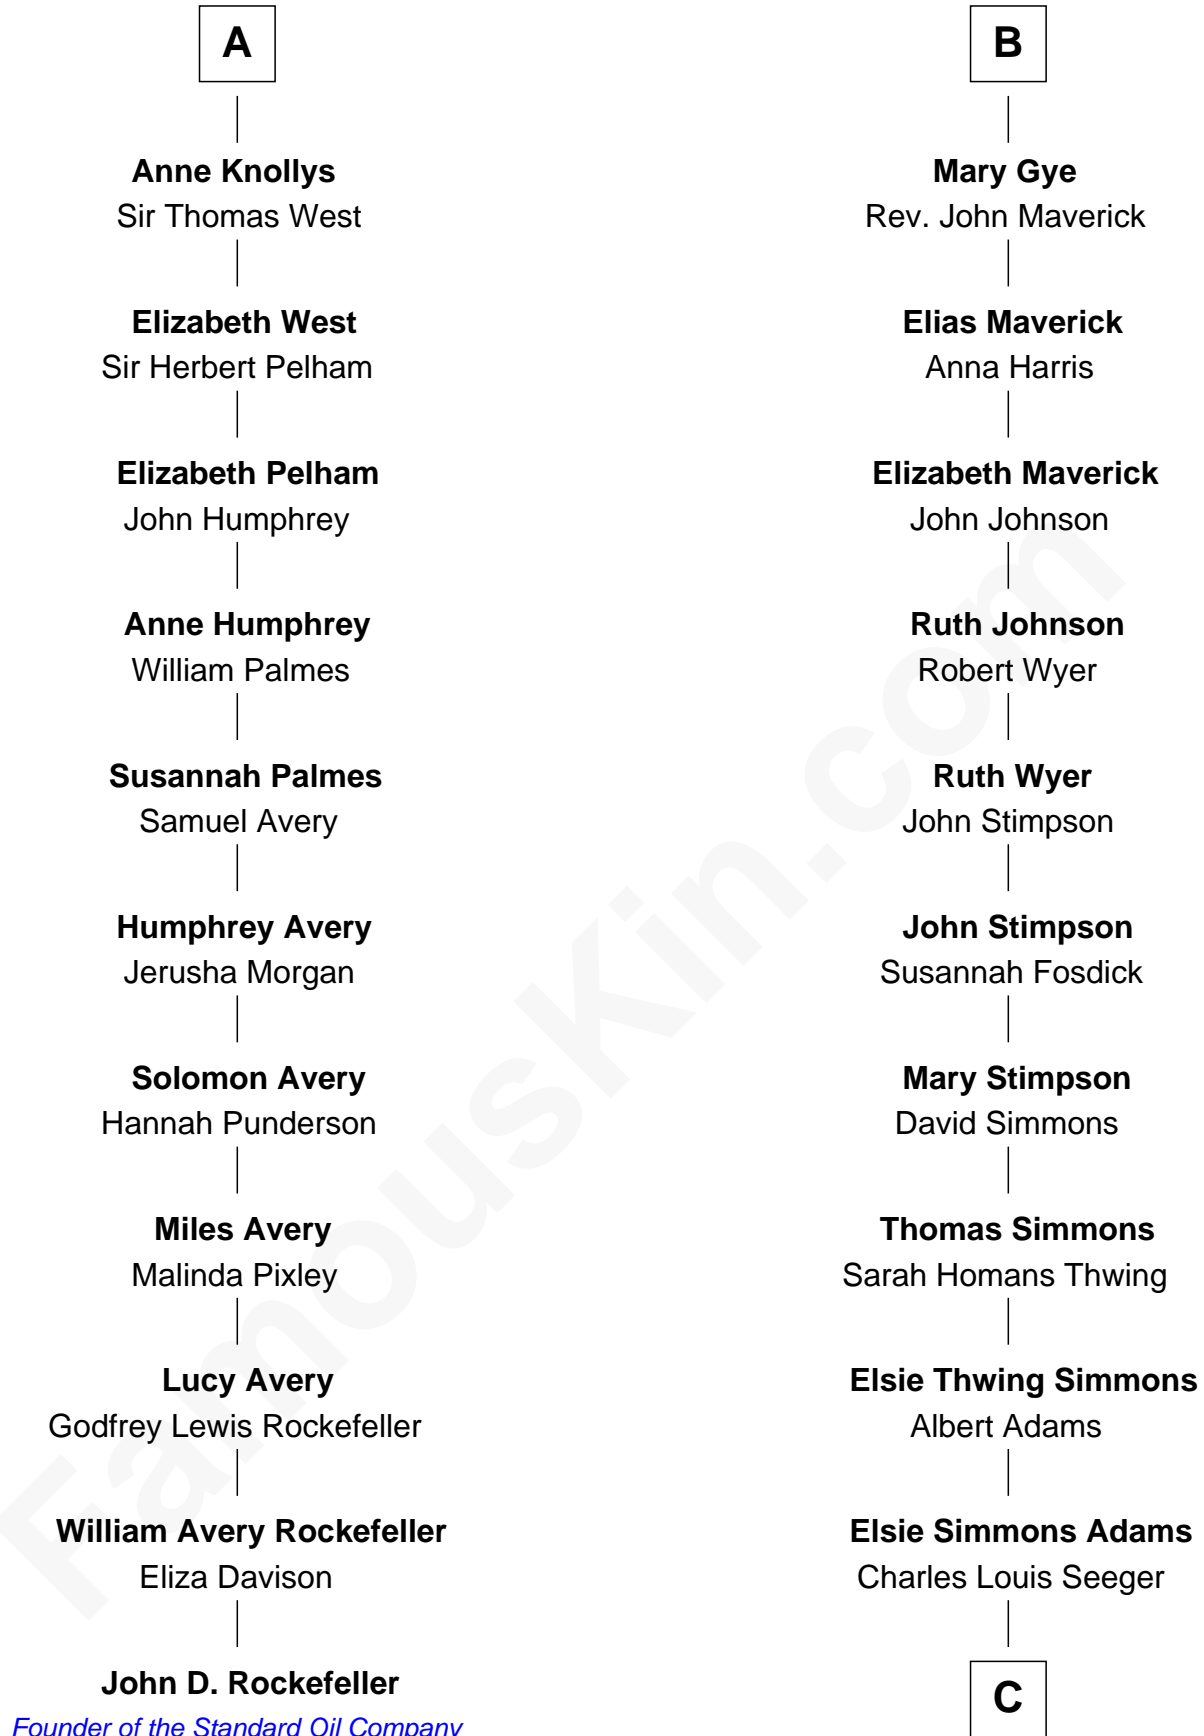 A
Anne Knollys
Sir Thomas West
Elizabeth West
Sir Herbert Pelham
Elizabeth Pelham
John Humphrey
Anne Humphrey
William Palmes
Susannah Palmes
Samuel Avery
Humphrey Avery
Jerusha Morgan
Solomon Avery
Hannah Punderson
Miles Avery
Malinda Pixley
Lucy Avery
Godfrey Lewis Rockefeller
William Avery Rockefeller
Eliza Davison
John D. Rockefeller
Founder of the Standard Oil Company
B
Mary Gye
Rev. John Maverick
Elias Maverick
Anna Harris
Elizabeth Maverick
John Johnson
Ruth Johnson
Robert Wyer
Ruth Wyer
John Stimpson
John Stimpson
Susannah Fosdick
Mary Stimpson
David Simmons
Thomas Simmons
Sarah Homans Thwing
Elsie Thwing Simmons
Albert Adams
Elsie Simmons Adams
Charles Louis Seeger
C
FamousKin.com